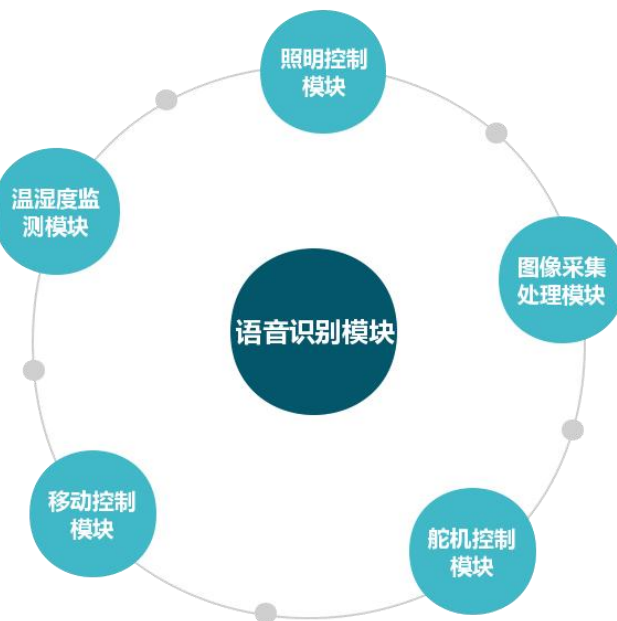 照明控制
模块
温湿度监
测模块
图像采集
处理模块
语音识别模块
移动控制
模块
舵机控制
模块